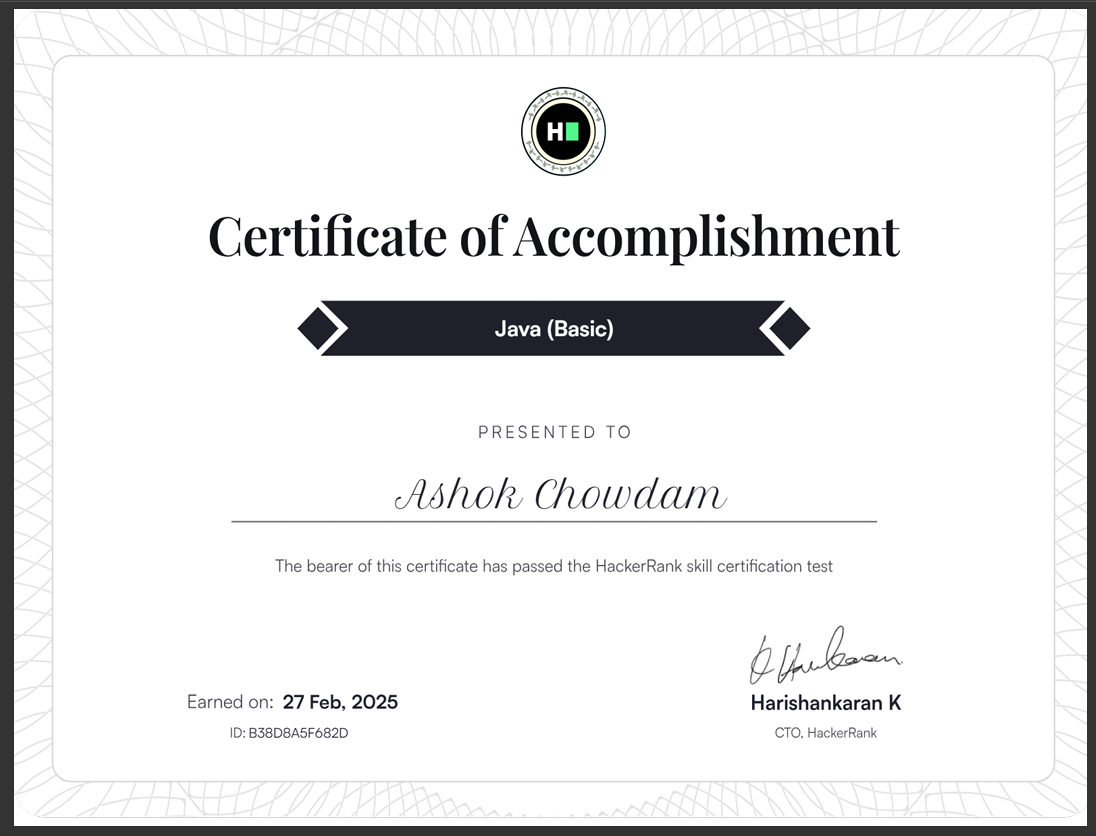 H
Certificate of Accomplishment
Java (Basic)
PRESENTED TO
Ashok Chowdam
The bearer of this certificate has passed the HackerRank skill certification test
Earned on: 27 Feb, 2025
ID: B38D8A5F682D
Harishankaran K
CTO, HackerRank